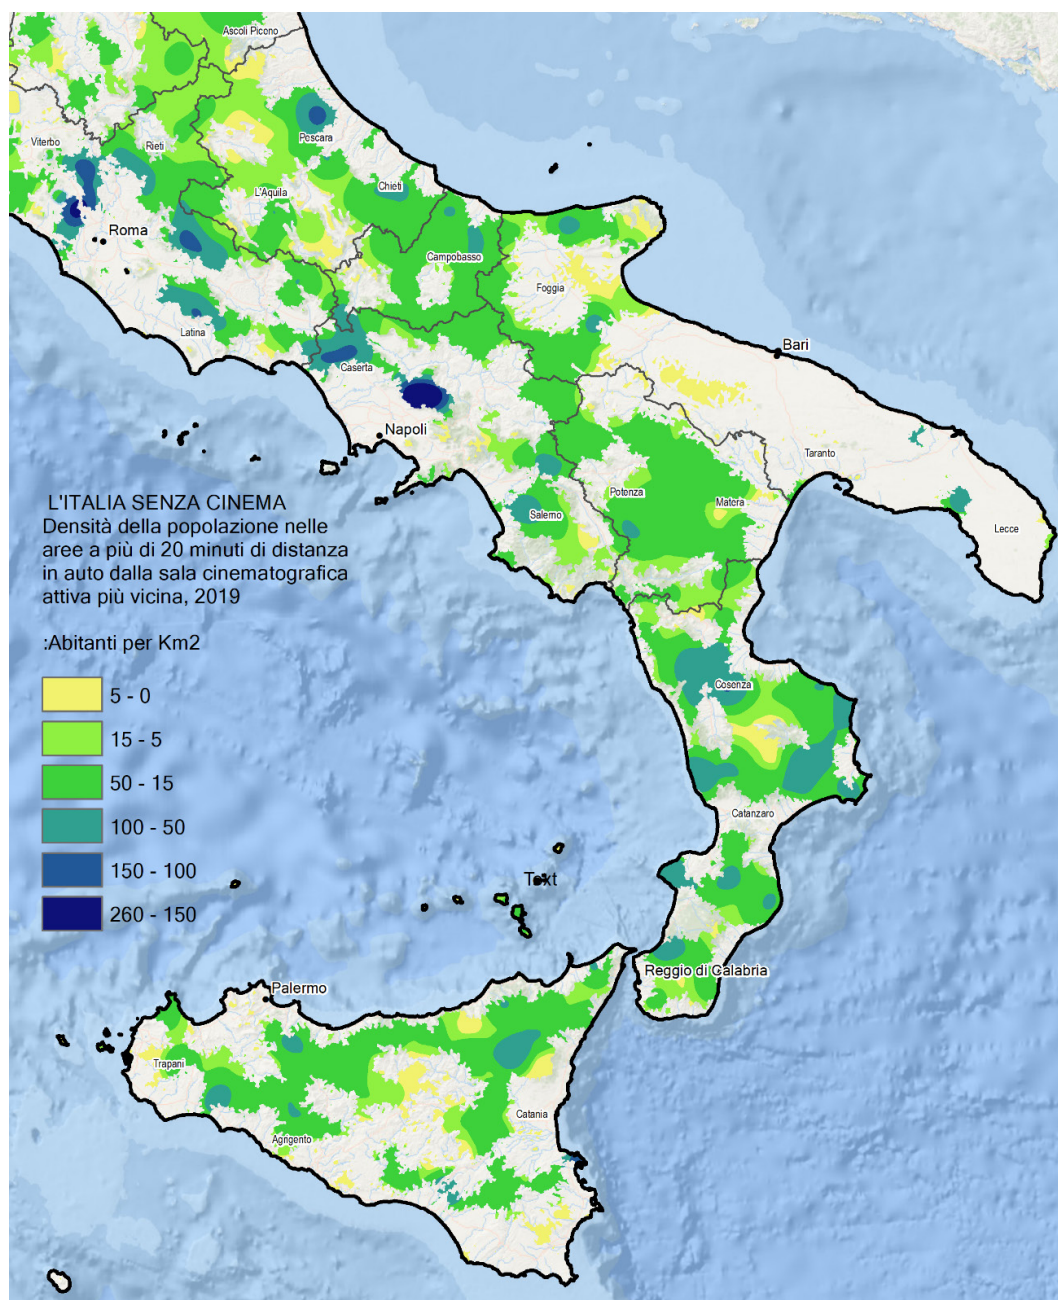 Ascoli Piceno
Viterbo
Rieti
Pescara
L'Aquila
Chieti
Roma
Campobasso
Foggia
Latina
Bari
Caserta
Napoli
Taranto
Potenza
Matera
L'ITALIA SENZA CINEMA
Densità della popolazione nelle
aree a più di 20 minuti di distanza
in auto dalla sala cinematografica
attiva più vicina, 2019
Salerno
Lecce
:Abitanti per Km2
5 - 0
15 - 5
50 - 15
100 - 50
150 - 100
260 - 150
Cosenza
Catanzaro
Text
Reggio di Calabria
Palermo
Trapani
Catania
Agrigento